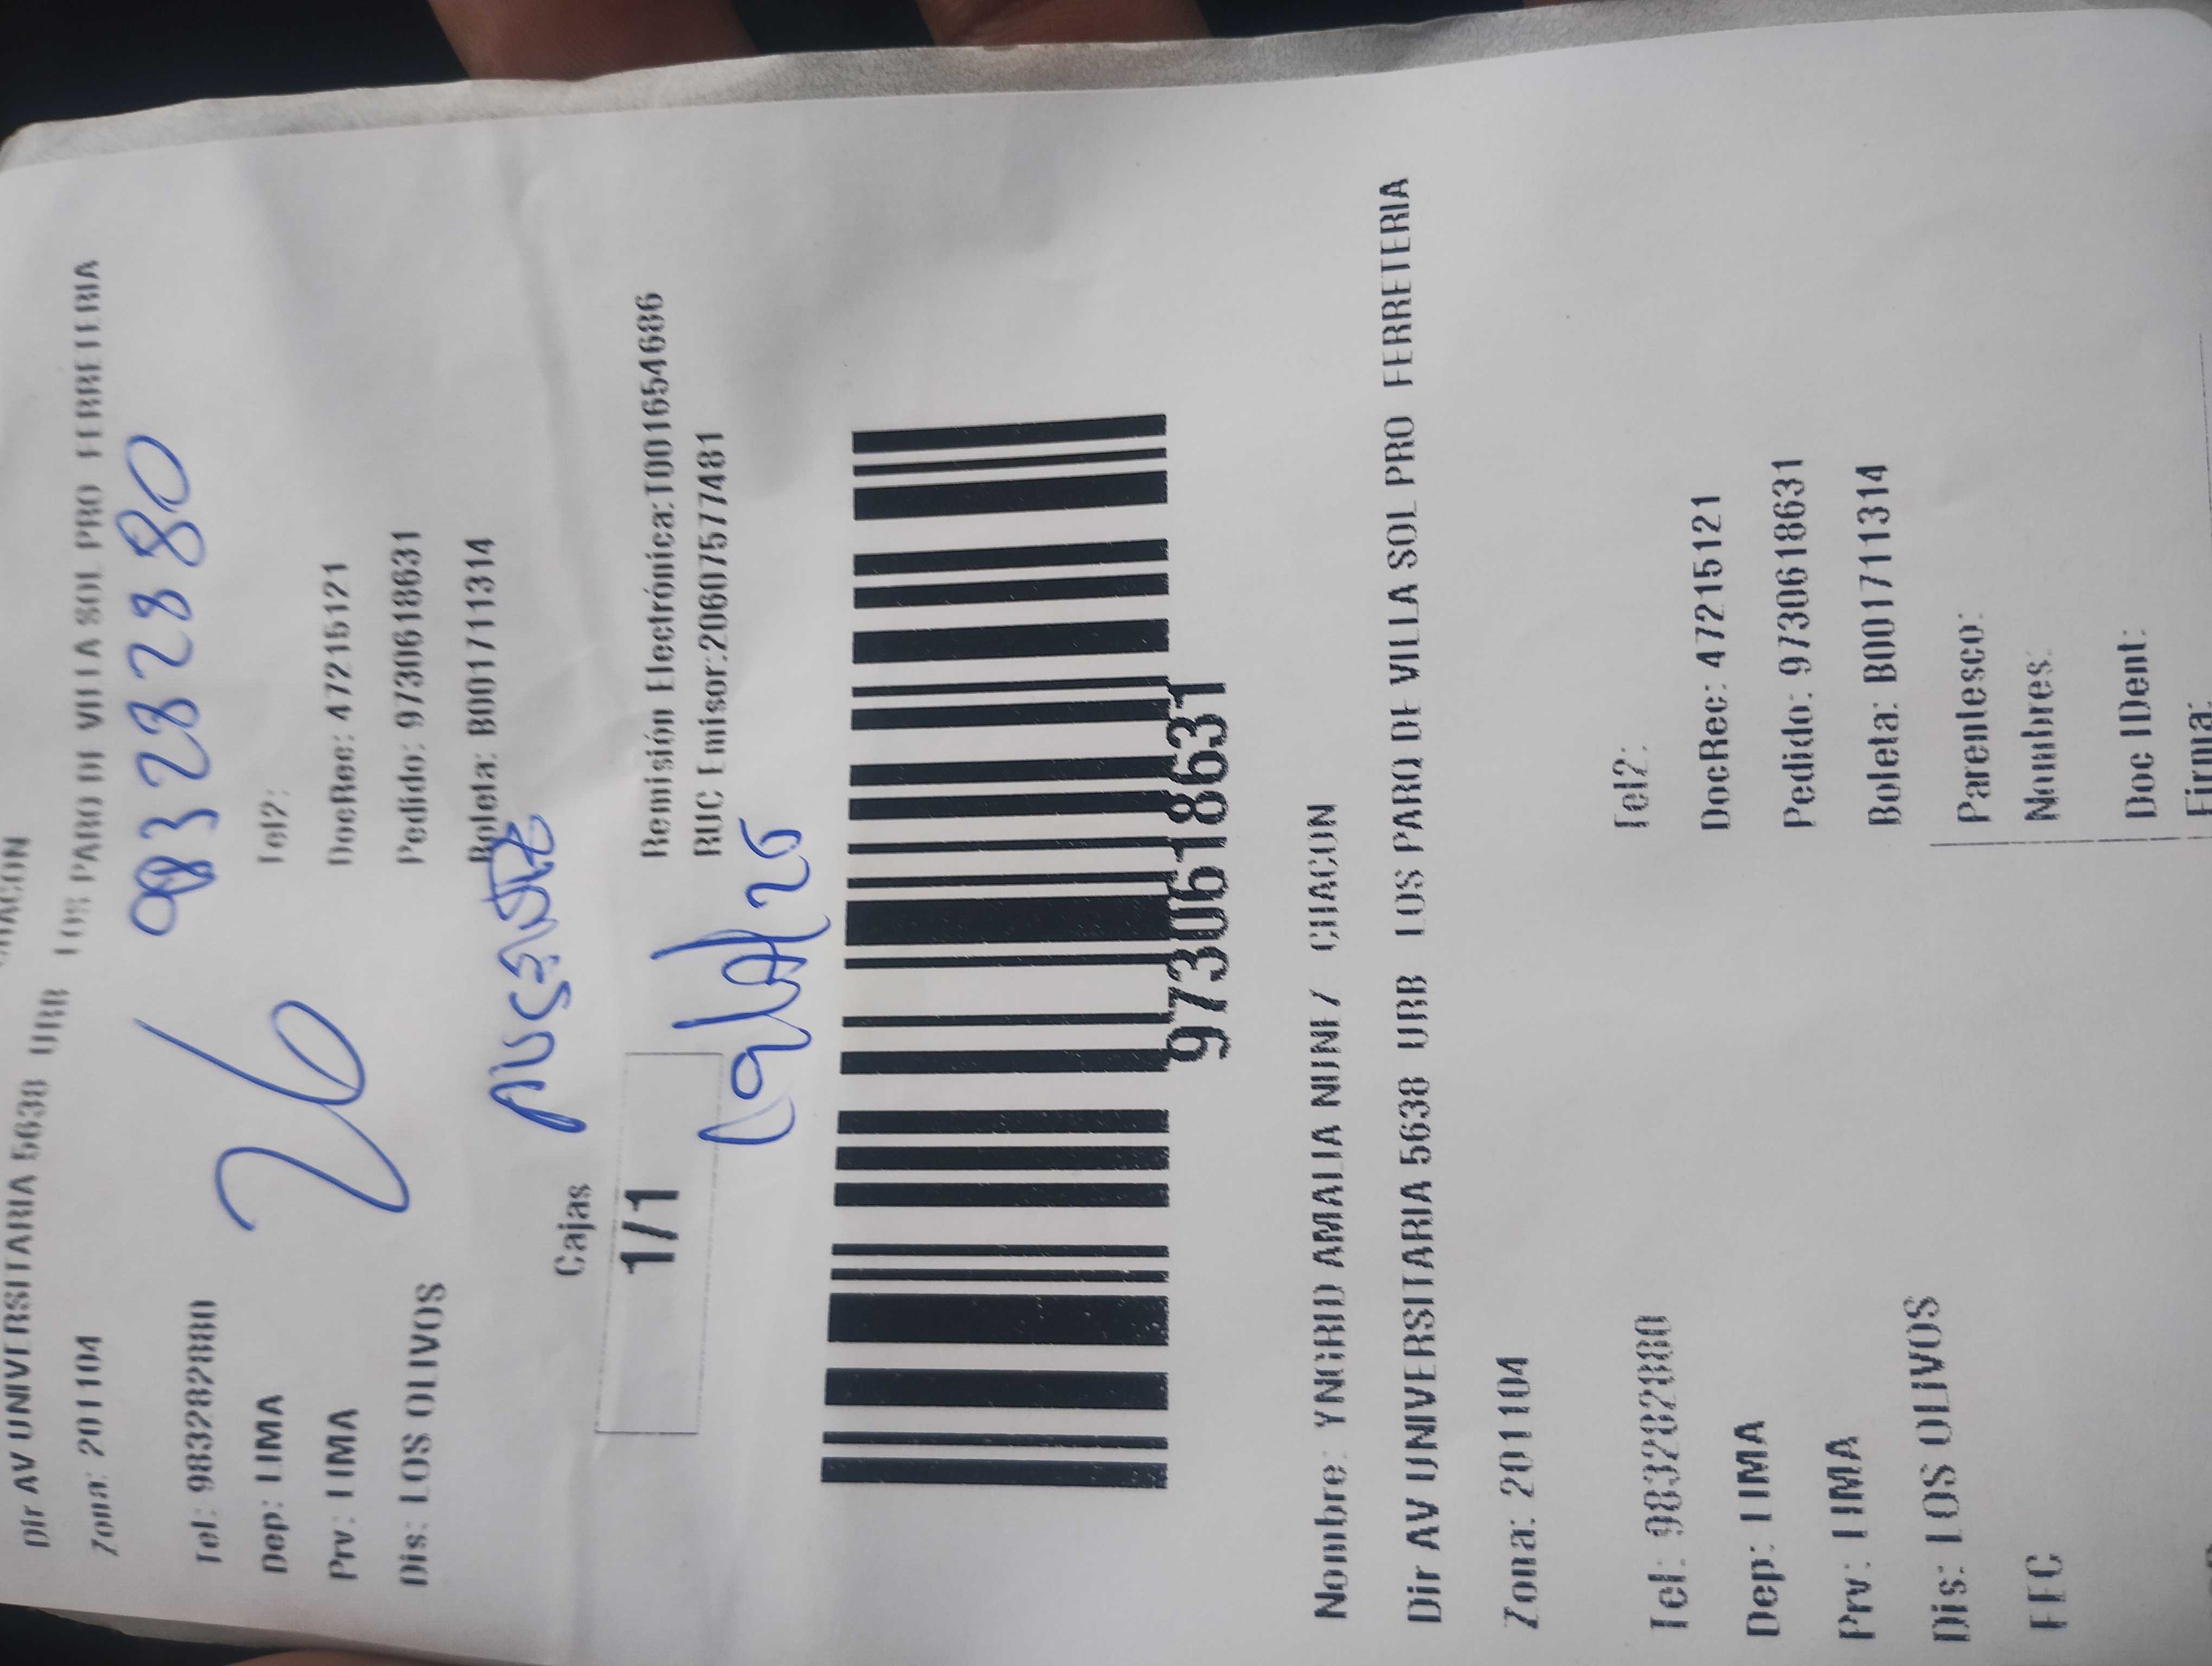 CHACON
Dir AV UNIVERSITARIA 5638 URB LOS PARQ DE VILLA SOL PRO FERRETERIA
Zona: 201104
983282880
Tel: 983282880
Tel2:
26
Dep: LIMA
DocRec: 47215121
Prv: LIMA
Pedido: 9730618631
Dis: LOS OLIVOS
Boleta: B001711314
Ausente
Cajas
1/1
Remisión Electrónica:T001654686
RUC Emisor:20607577481
9730618631
Nombre: YNGRID AMALIA NUNEZ CHACON
Dir AV UNIVERSITARIA 5638 URB LOS PARQ DE VILLA SOL PRO FERRETERIA
Zona: 201104
Tel: 983282880
Tel2:
Dep: LIMA
DocRec: 47215121
Prv: LIMA
Pedido: 9730618631
Dis: LOS OLIVOS
Boleta: B001711314
FEC
Parentesco:
Nombres:
Doc IDent:
Firma: